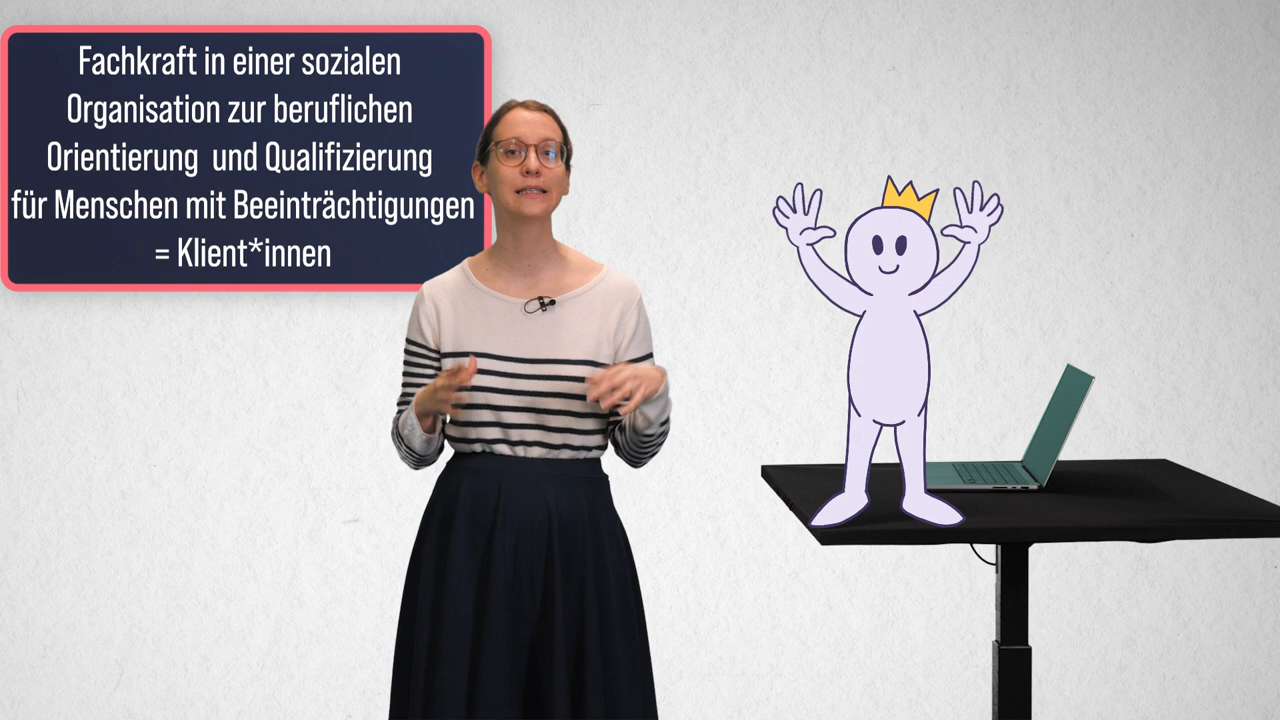 Fachkraft in einer sozialen
Organisation zur beruflichen
Orientierung und Qualifizierung
für Menschen mit Beeinträchtigungen
= Klient*innen